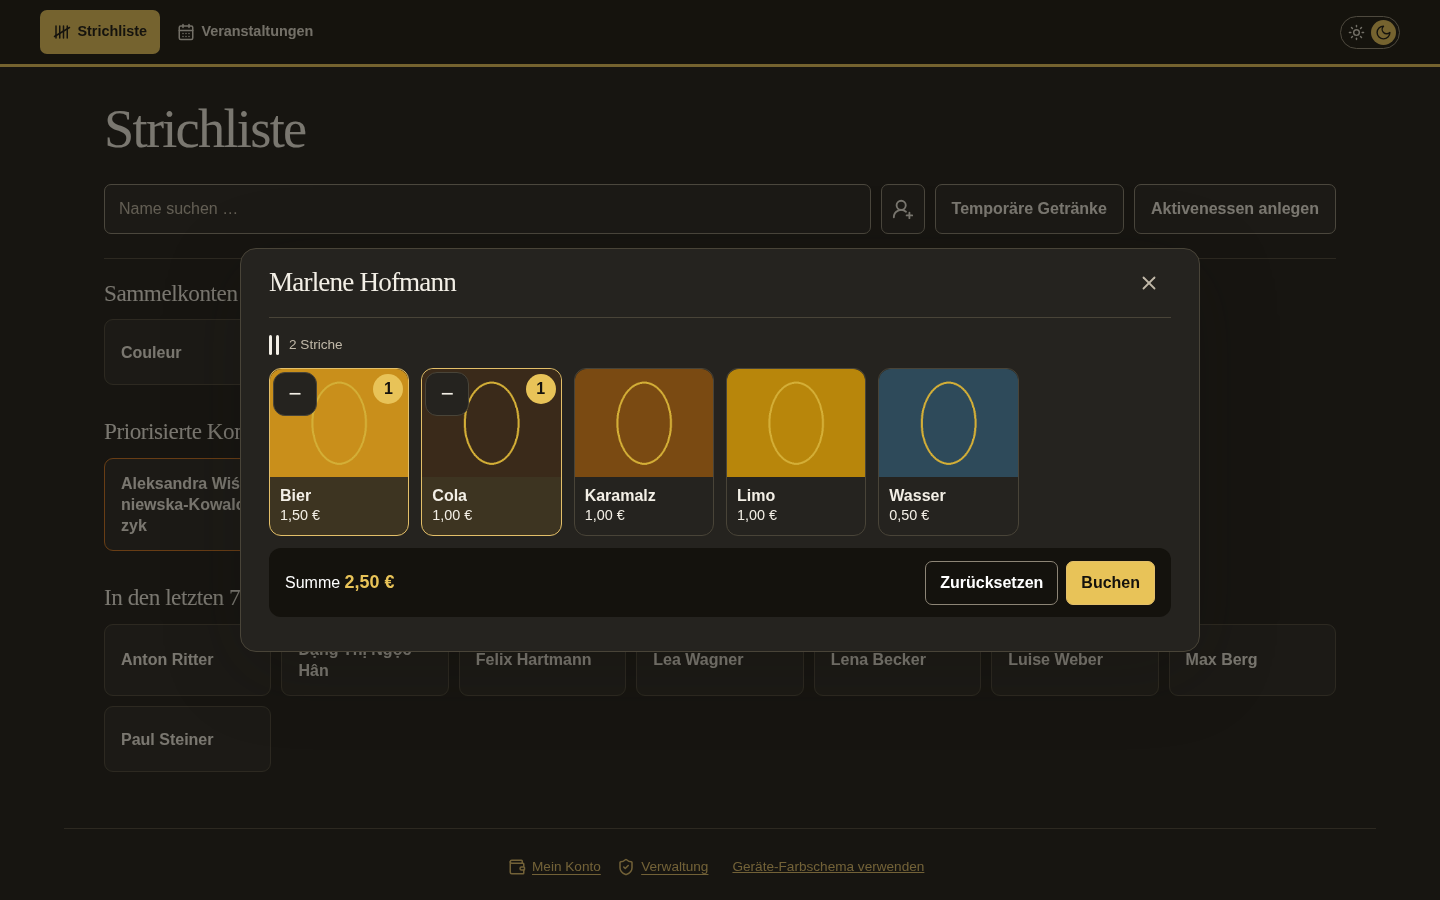 Strichliste
Veranstaltungen
Strichliste
Name suchen …
Temporäre Getränke
Aktivenessen anlegen
Sammelkonten
Couleur
Marlene Hofmann
2 Striche
1
1
Bier
1,50 €
Cola
1,00 €
Karamalz
1,00 €
Limo
1,00 €
Wasser
0,50 €
Summe 2,50 €
Zurücksetzen
Buchen
Priorisierte Kon
Aleksandra Wiś
niewska-Kowalc
zyk
In den letzten 7
Anton Ritter
Đặng Thị Ngọc
Hân
Felix Hartmann
Lea Wagner
Lena Becker
Luise Weber
Max Berg
Paul Steiner
Mein Konto
Verwaltung
Geräte-Farbschema verwenden